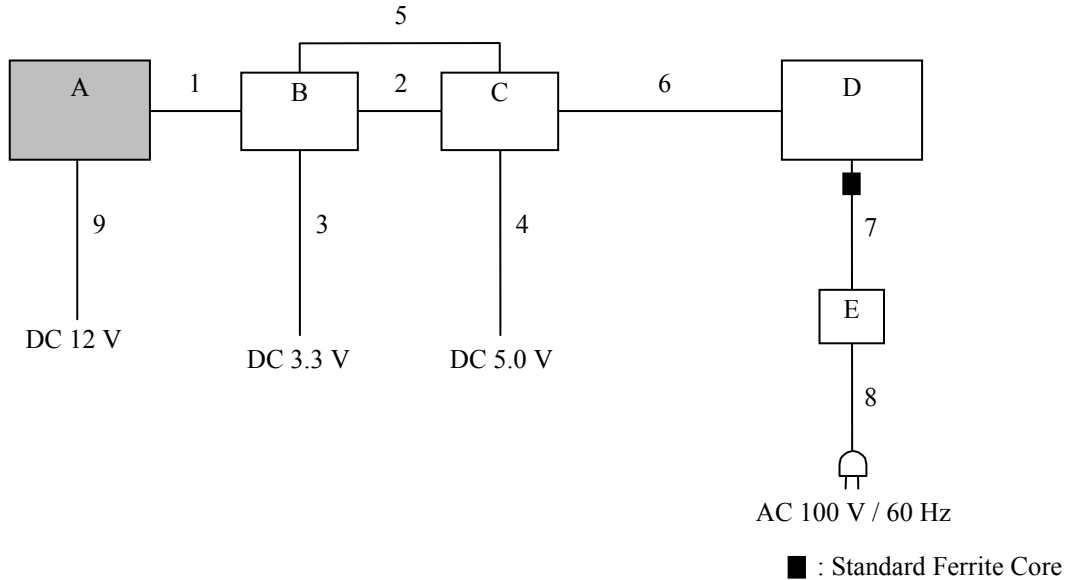 5
A
1
B
2
C
6
D
9
3
4
7
E
DC 12 V
DC 3.3 V
DC 5.0 V
8
AC 100 V / 60 Hz
: Standard Ferrite Core